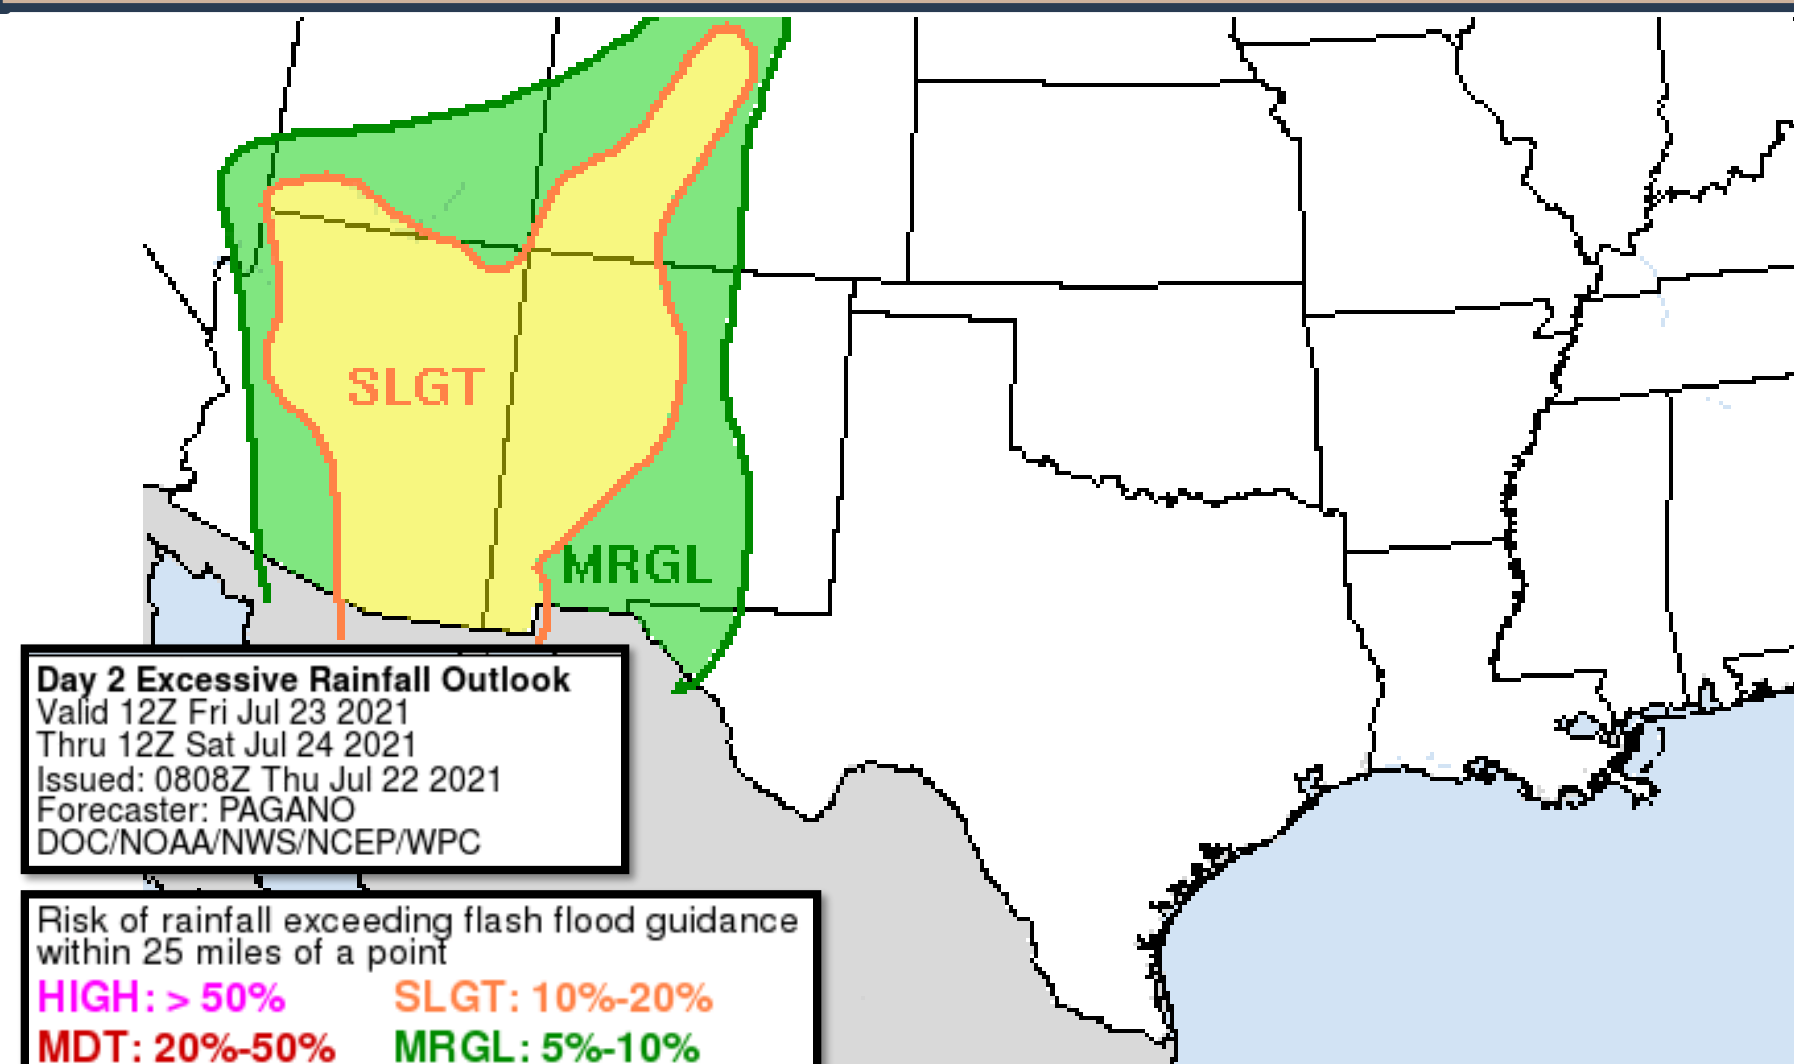 SLGT
MRGL
Day 2 Excessive Rainfall Outlook
Valid 12Z Fri Jul 23 2021
Thru 12Z Sat Jul 24 2021
Issued: 0808Z Thu Jul 22 2021
Forecaster: PAGANO
DOC/NOAA/NWS/NCEP/WPC
Risk of rainfall exceeding flash flood guidance
within 25 miles of a point
HIGH: > 50% SLGT: 10%-20%
MDT: 20%-50% MRGL: 5%-10%